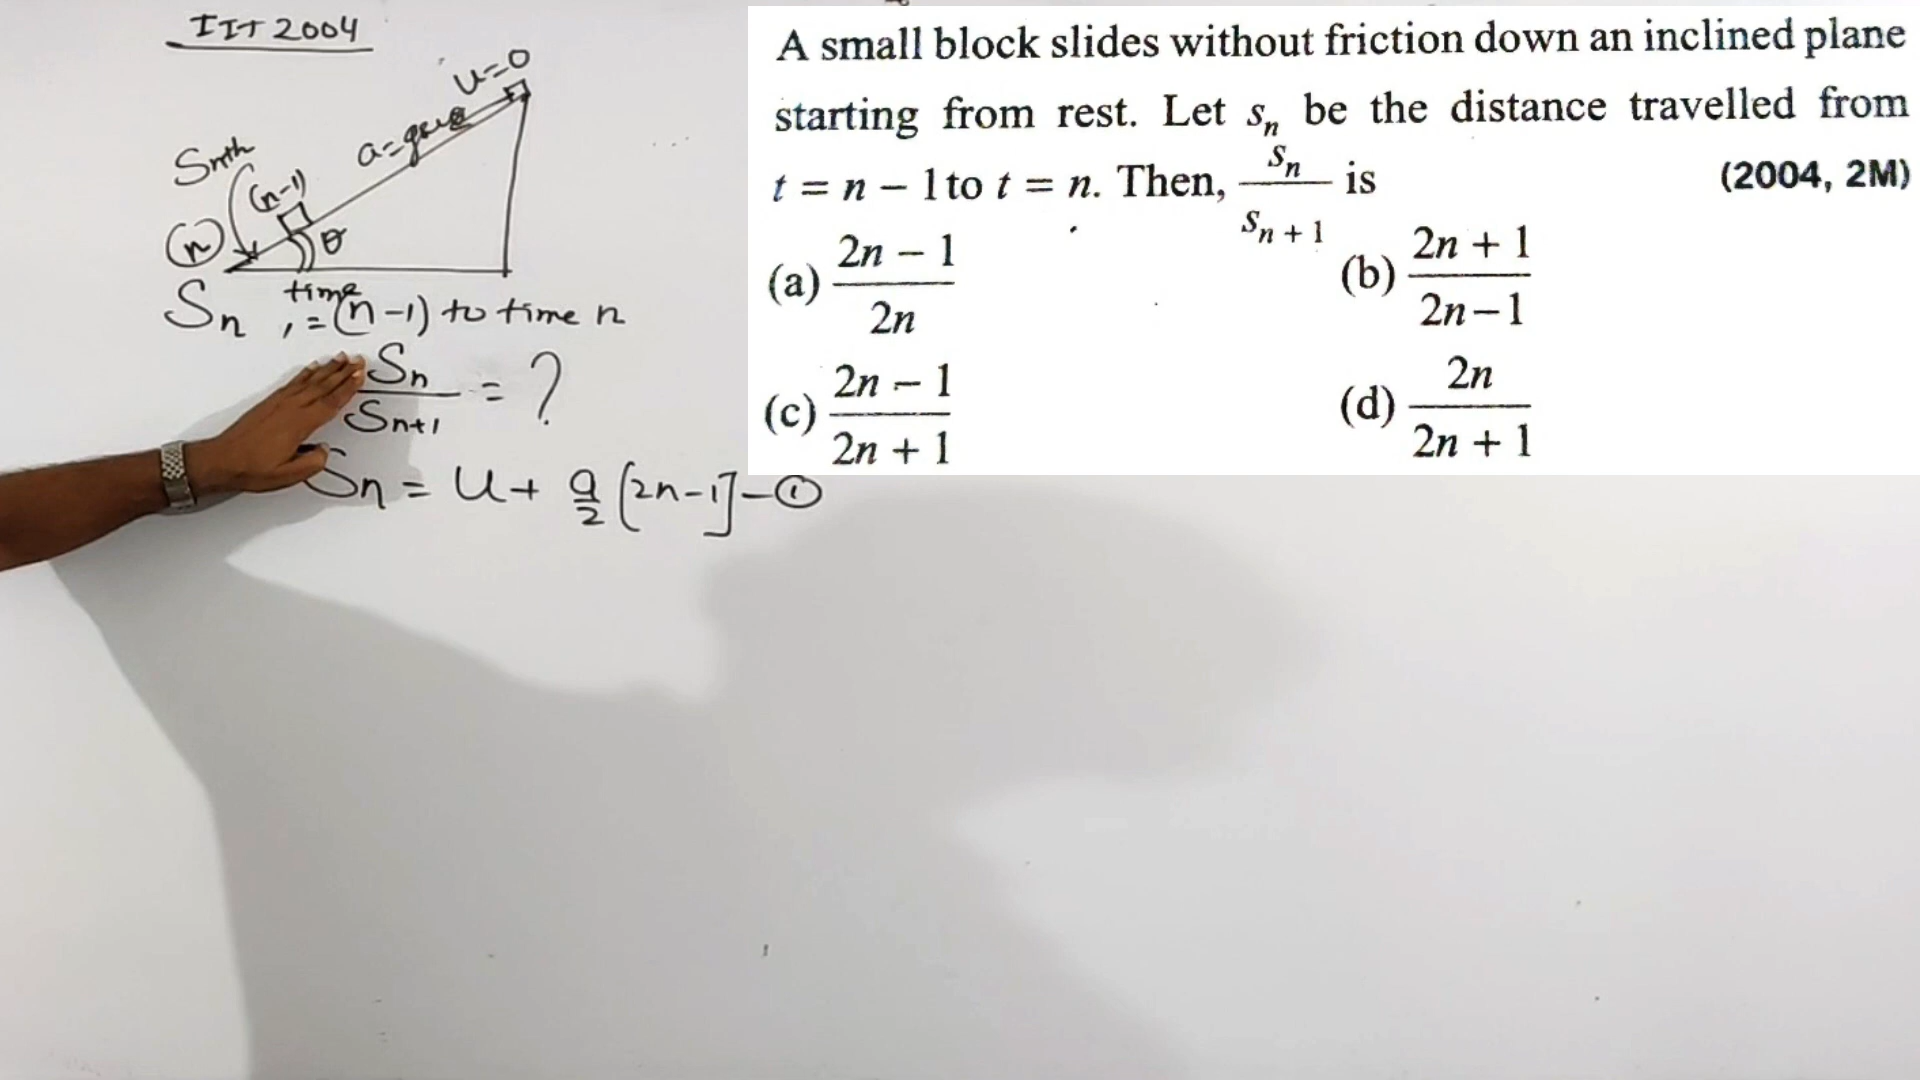 IIT 2004
u=0
Snth
(n-1)
n
θ
Sn, = time (n-1) to time n
Sn/Sn+1 = ?
Sn = u + a/2 [2n-1] - ①
A small block slides without friction down an inclined plane
starting from rest. Let sn be the distance travelled from
t = n − 1 to t = n. Then, sn/sn + 1 is (2004, 2M)
(a) 2n − 1/2n (b) 2n + 1/2n − 1
(c) 2n − 1/2n + 1 (d) 2n/2n + 1